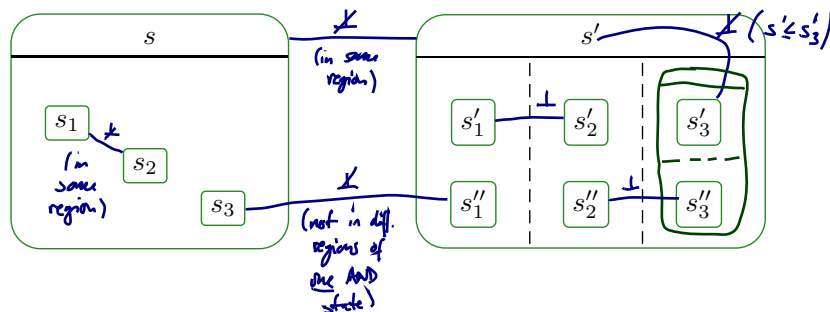 s
s'
⊥̸ (s' ≤ s'₃)
⊥̸
(in same
region)
s₁
⊥̸
s₂
(in
same
region)
s₃
⊥̸
(not in diff.
regions of
one AND
state)
s'₁
⊥
s'₂
s'₃
s''₁
s''₂
⊥
s''₃